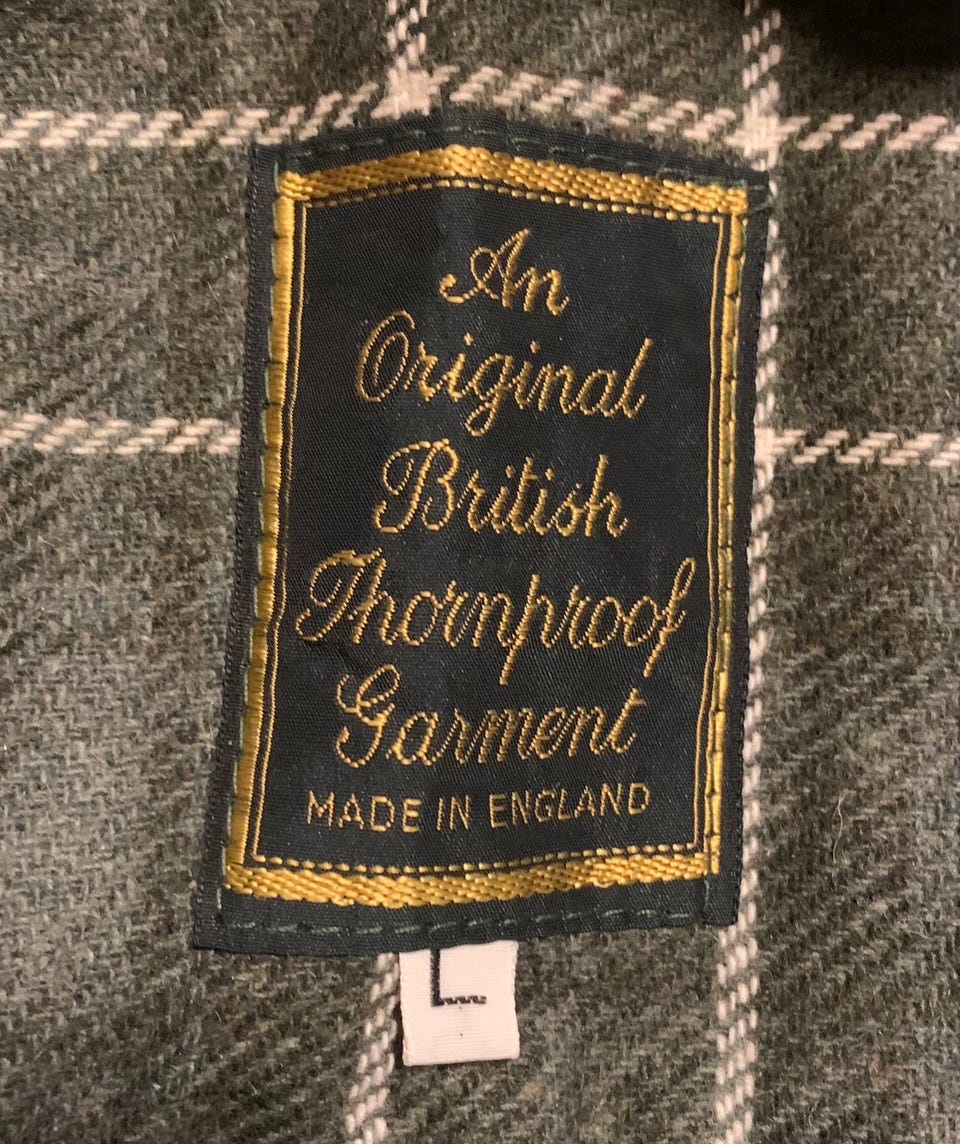 An
Original
British
Thornproof
Garment
MADE IN ENGLAND
L